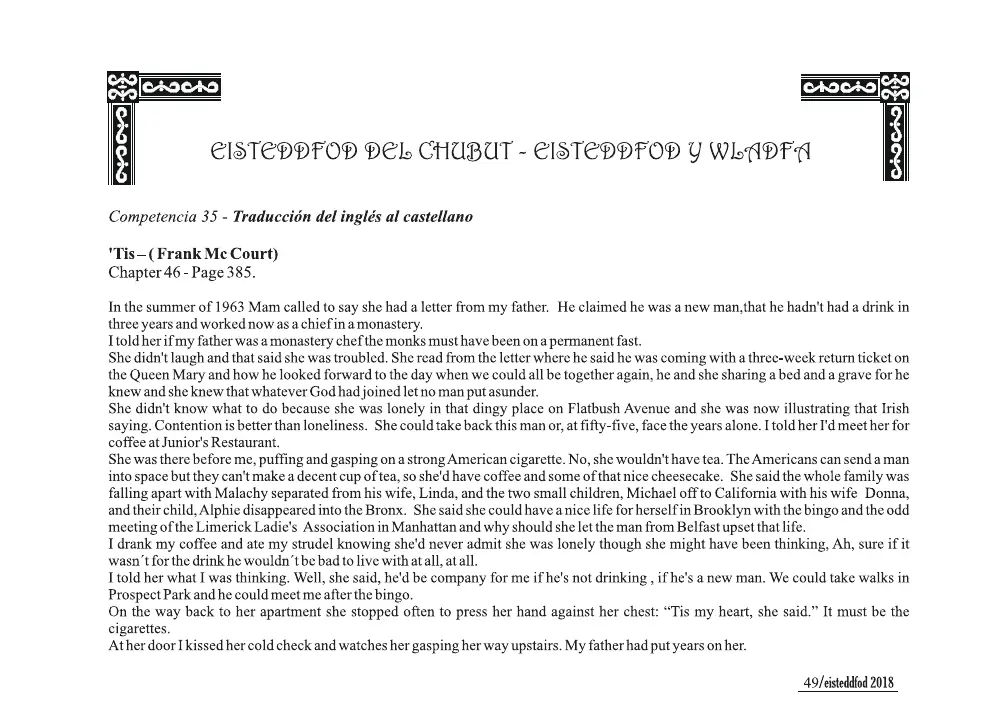 EISTEDDFOD DEL CHUBUT - EISTEDDFOD Y WLADFA
Competencia 35 - Traducción del inglés al castellano
'Tis – ( Frank Mc Court)
Chapter 46 - Page 385.
In the summer of 1963 Mam called to say she had a letter from my father.  He claimed he was a new man,that he hadn't had a drink in
three years and worked now as a chief in a monastery.
I told her if my father was a monastery chef the monks must have been on a permanent fast.
She didn't laugh and that said she was troubled. She read from the letter where he said he was coming with a three-week return ticket on
the Queen Mary and how he looked forward to the day when we could all be together again, he and she sharing a bed and a grave for he
knew and she knew that whatever God had joined let no man put asunder.
She didn't know what to do because she was lonely in that dingy place on Flatbush Avenue and she was now illustrating that Irish
saying. Contention is better than loneliness.  She could take back this man or, at fifty-five, face the years alone. I told her I'd meet her for
coffee at Junior's Restaurant.
She was there before me, puffing and gasping on a strong American cigarette. No, she wouldn't have tea. The Americans can send a man
into space but they can't make a decent cup of tea, so she'd have coffee and some of that nice cheesecake.  She said the whole family was
falling apart with Malachy separated from his wife, Linda, and the two small children, Michael off to California with his wife  Donna,
and their child, Alphie disappeared into the Bronx.  She said she could have a nice life for herself in Brooklyn with the bingo and the odd
meeting of the Limerick Ladie's  Association in Manhattan and why should she let the man from Belfast upset that life.
I drank my coffee and ate my strudel knowing she'd never admit she was lonely though she might have been thinking, Ah, sure if it
wasn´t for the drink he wouldn´t be bad to live with at all, at all.
I told her what I was thinking. Well, she said, he'd be company for me if he's not drinking , if he's a new man. We could take walks in
Prospect Park and he could meet me after the bingo.
On the way back to her apartment she stopped often to press her hand against her chest: “Tis my heart, she said.” It must be the
cigarettes.
At her door I kissed her cold check and watches her gasping her way upstairs. My father had put years on her.
49/eisteddfod 2018